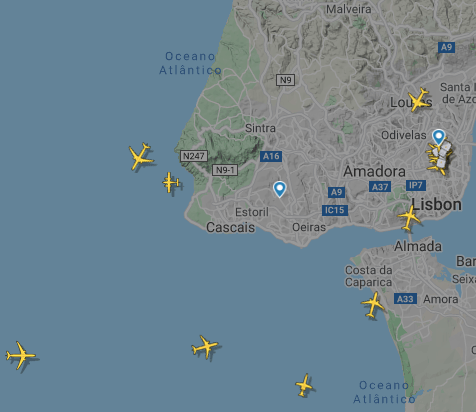 Malveira
Oceano
Atlântico
A9
N9
Santa
de Azo
Loures
Sintra
Odivelas
N247
A16
N9-1
Amadora
A37
IP7
A9
Estoril
IC15
Lisbon
Cascais
Oeiras
Almada
Bar
Costa da
Caparica
Seixa
A33
Amora
Oceano
Atlântico